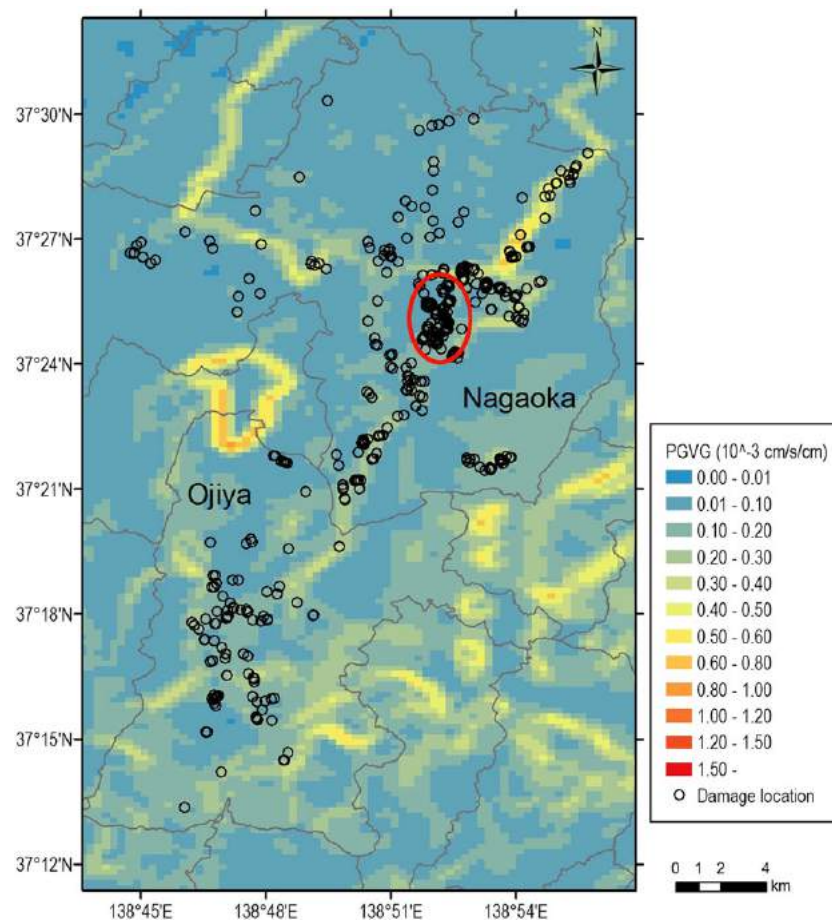 N
37°30'N
37°27'N
37°24'N
37°21'N
37°18'N
37°15'N
37°12'N
Nagaoka
Ojiya
138°45'E 138°48'E 138°51'E 138°54'E
PGVG (10^-3 cm/s/cm)
0.00 - 0.01
0.01 - 0.10
0.10 - 0.20
0.20 - 0.30
0.30 - 0.40
0.40 - 0.50
0.50 - 0.60
0.60 - 0.80
0.80 - 1.00
1.00 - 1.20
1.20 - 1.50
1.50 -
Damage location
0 1 2 4
km